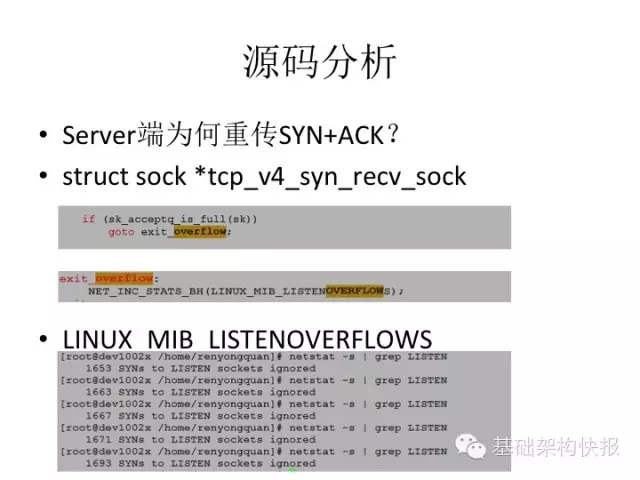 源码分析
• Server端为何重传SYN+ACK？
• struct sock *tcp_v4_syn_recv_sock
if (sk_acceptq_is_full(sk))
goto exit_overflow;
exit_overflow:
NET_INC_STATS_BH(LINUX_MIB_LISTENOVERFLOWS);
• LINUX_MIB_LISTENOVERFLOWS
[root@dev1002x /home/renyongquan]# netstat -s | grep LISTEN
1653 SYNs to LISTEN sockets ignored
[root@dev1002x /home/renyongquan]# netstat -s | grep LISTEN
1663 SYNs to LISTEN sockets ignored
[root@dev1002x /home/renyongquan]# netstat -s | grep LISTEN
1667 SYNs to LISTEN sockets ignored
[root@dev1002x /home/renyongquan]# netstat -s | grep LISTEN
1671 SYNs to LISTEN sockets ignored
[root@dev1002x /home/renyongquan]# netstat -s | grep LISTEN
1693 SYNs to LISTEN sockets ignored
基础架构快报